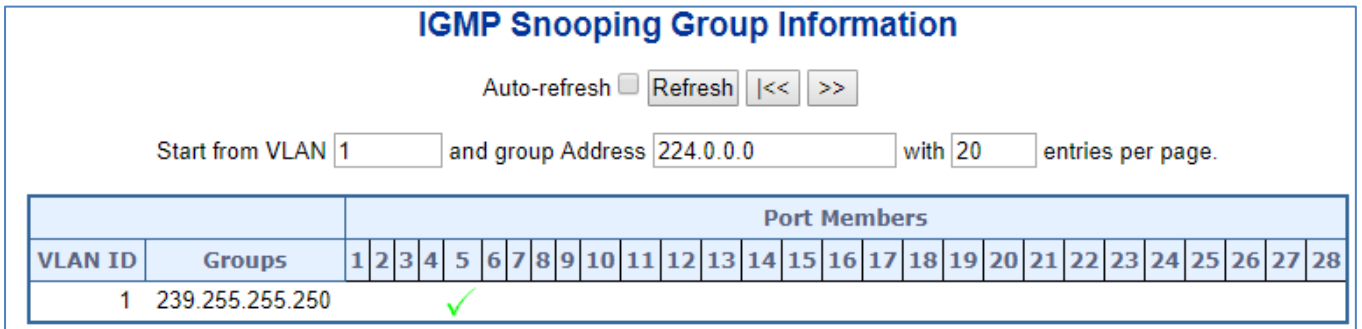 IGMP Snooping Group Information
Auto-refresh Refresh |<< >>
Start from VLAN 1 and group Address 224.0.0.0 with 20 entries per page.
Port Members
VLAN ID Groups 1 2 3 4 5 6 7 8 9 10 11 12 13 14 15 16 17 18 19 20 21 22 23 24 25 26 27 28
1 239.255.255.250